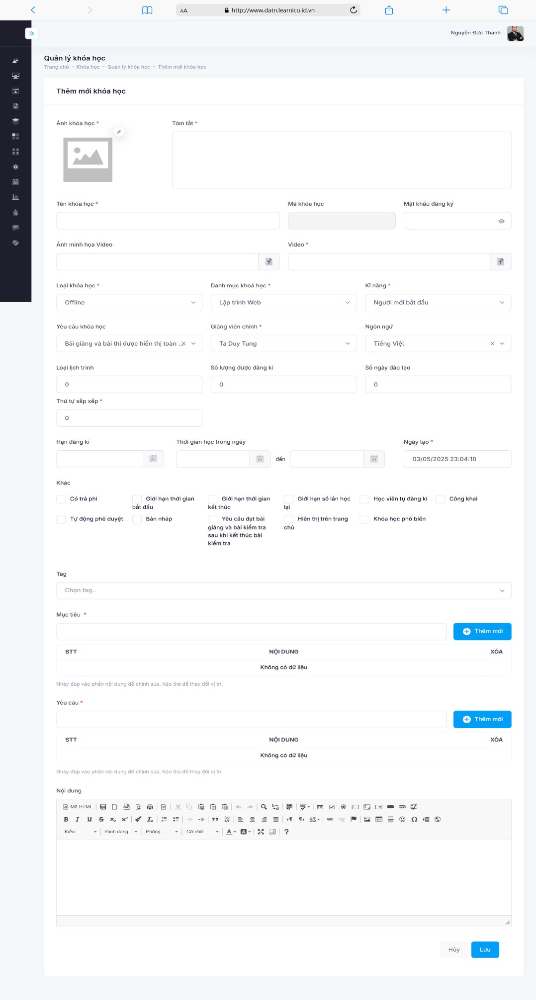 AA http://www.datn.learnico.id.vn
Nguyễn Đức Thanh
Quản lý khóa học
Trang chủ - Khóa học - Quản lý khóa học - Thêm mới khóa học
Thêm mới khóa học
Ảnh khóa học *
Tóm tắt *
Tên khóa học *
Mã khóa học
Mật khẩu đăng ký
Ảnh minh họa Video
Video *
Loại khóa học *
Danh mục khoá học *
Kĩ năng *
Offline
Lập trình Web
Người mới bắt đầu
Yêu cầu khóa học
Giảng viên chính *
Ngôn ngữ
Bài giảng và bài thi được hiển thị toàn ...
Ta Duy Tung
Tiếng Việt
Loại lịch trình
Số lượng được đăng kí
Số ngày đào tạo
0
0
0
Thứ tự sắp xếp *
0
Hạn đăng kí
Thời gian học trong ngày
Ngày tạo *
31
31
đến
31
03/05/2025 23:04:18
Khác
Có trả phí
Giới hạn thời gian
bắt đầu
Giới hạn thời gian
kết thúc
Giới hạn số lần học
lại
Học viên tự đăng kí
Công khai
Tự động phê duyệt
Bản nháp
Yêu cầu đạt bài
giảng và bài kiểm tra
sau khi kết thúc bài
kiểm tra
Hiển thị trên trang
chủ
Khóa học phổ biến
Tag
Chọn tag..
Mục tiêu *
Thêm mới
STT NỘI DUNG XÓA
Không có dữ liệu
Nháy đúp vào phần nội dung để chỉnh sửa. Kéo thả để thay đổi vị trí.
Yêu cầu *
Thêm mới
STT NỘI DUNG XÓA
Không có dữ liệu
Nháy đúp vào phần nội dung để chỉnh sửa. Kéo thả để thay đổi vị trí.
Nội dung
Mã HTML
Kiểu Định dạng Phông Cỡ chữ
Hủy
Lưu